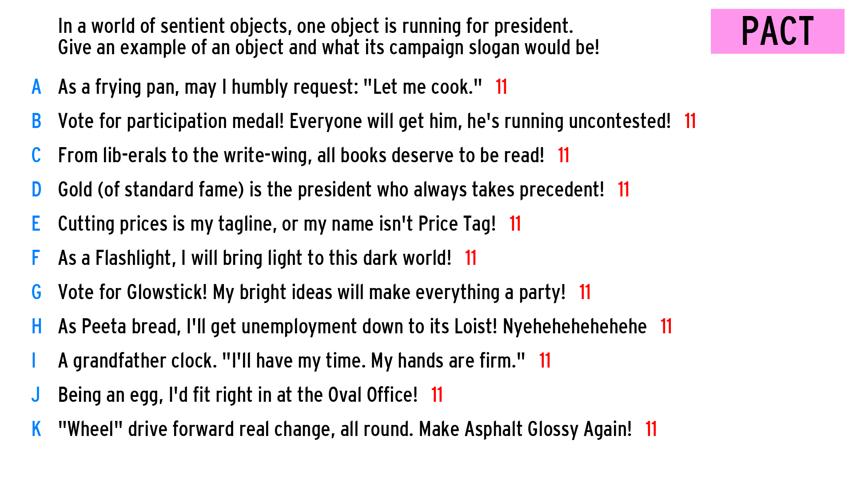 In a world of sentient objects, one object is running for president.
Give an example of an object and what its campaign slogan would be!
PACT
A As a frying pan, may I humbly request: "Let me cook." 11
B Vote for participation medal! Everyone will get him, he's running uncontested! 11
C From lib-erals to the write-wing, all books deserve to be read! 11
D Gold (of standard fame) is the president who always takes precedent! 11
E Cutting prices is my tagline, or my name isn't Price Tag! 11
F As a Flashlight, I will bring light to this dark world! 11
G Vote for Glowstick! My bright ideas will make everything a party! 11
H As Peeta bread, I'll get unemployment down to its Loist! Nyehehehehehehe 11
I A grandfather clock. "I'll have my time. My hands are firm." 11
J Being an egg, I'd fit right in at the Oval Office! 11
K "Wheel" drive forward real change, all round. Make Asphalt Glossy Again! 11